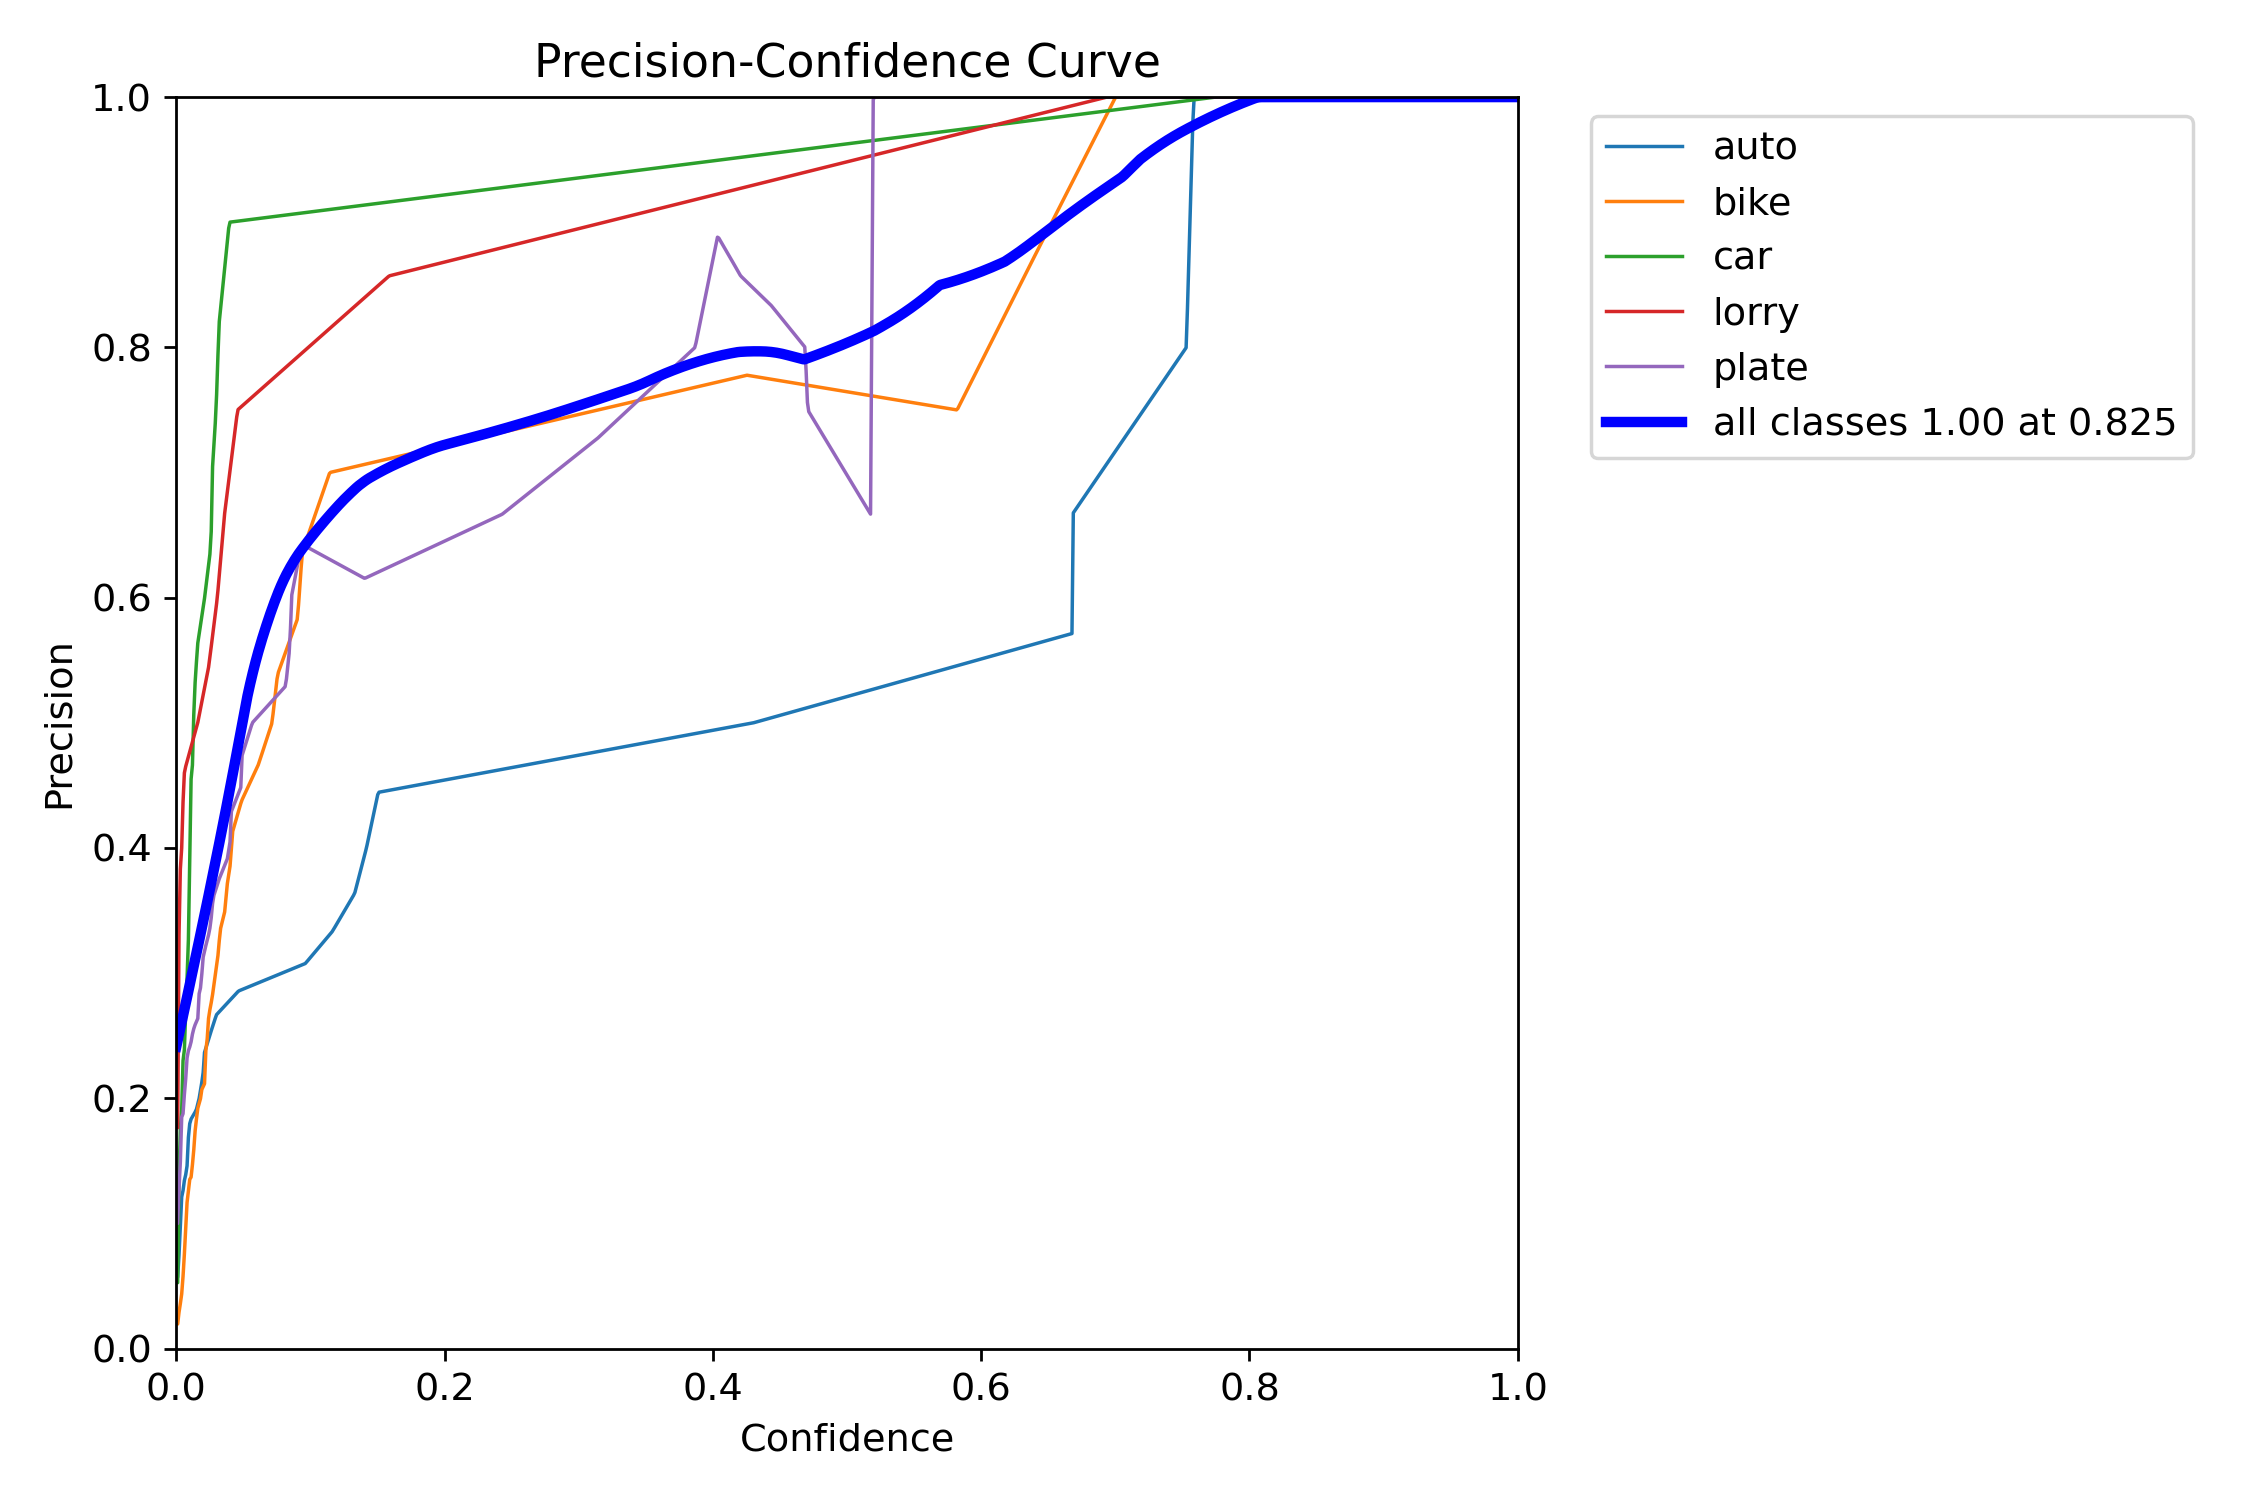 Precision-Confidence Curve
1.0
0.8
0.6
0.4
0.2
0.0
Precision
0.0 0.2 0.4 0.6 0.8 1.0
Confidence
auto
bike
car
lorry
plate
all classes 1.00 at 0.825